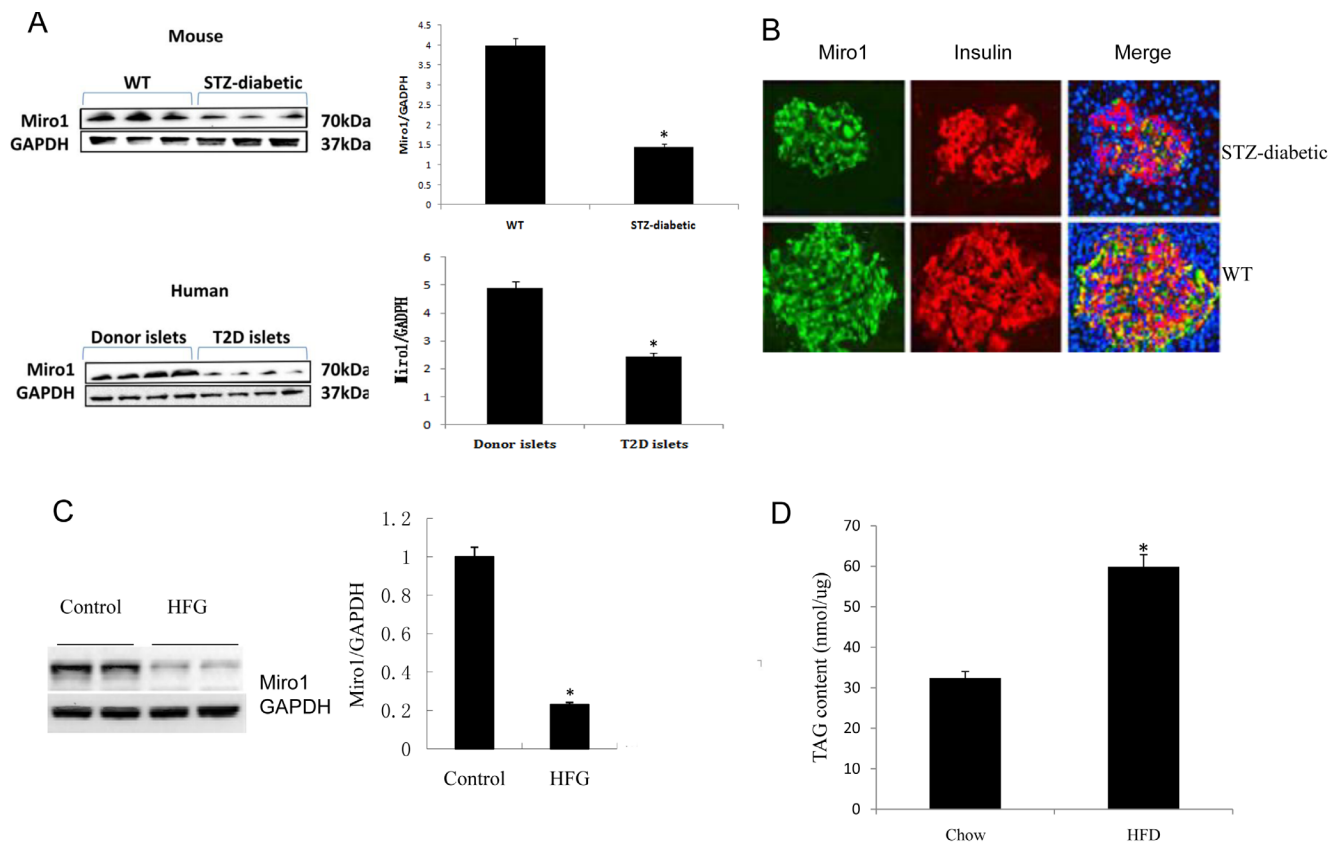 A
Mouse
WT STZ-diabetic
Miro1 70kDa
GAPDH 37kDa
4.5
4
3.5
3
2.5
2
1.5
1
0.5
0
Miro1/GADPH
*
WT STZ-diabetic
Human
Donor islets T2D islets
Miro1 70kDa
GAPDH 37kDa
6
5
4
3
2
1
0
Miro1/GADPH
*
Donor islets T2D islets
B
Miro1 Insulin Merge
STZ-diabetic
WT
C
Control HFG
Miro1
GAPDH
1.2
1
0.8
0.6
0.4
0.2
0
Miro1/GAPDH
*
Control HFG
D
70
60
50
40
30
20
10
0
TAG content (nmol/ug)
*
Chow HFD